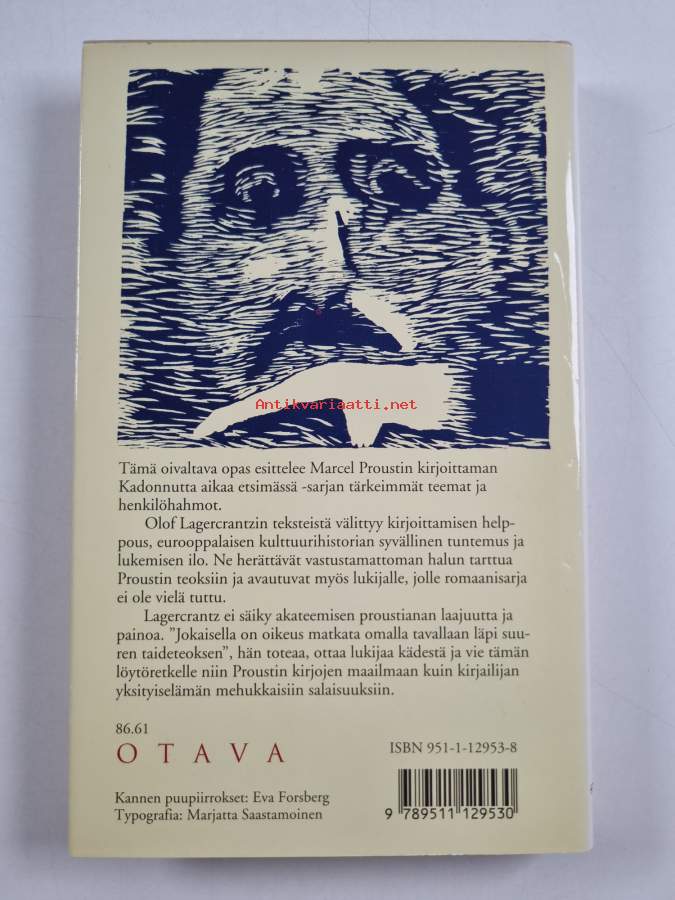 Antikvariaatti.net
Tämä oivaltava opas esittelee Marcel Proustin kirjoittaman
Kadonnutta aikaa etsimässä -sarjan tärkeimmät teemat ja
henkilöhahmot.
Olof Lagercrantzin teksteistä välittyy kirjoittamisen help-
pous, eurooppalaisen kulttuurihistorian syvällinen tuntemus ja
lukemisen ilo. Ne herättävät vastustamattoman halun tarttua
Proustin teoksiin ja avautuvat myös lukijalle, jolle romaanisarja
ei ole vielä tuttu.
Lagercrantz ei säiky akateemisen proustianan laajuutta ja
painoa. ”Jokaisella on oikeus matkata omalla tavallaan läpi suu-
ren taideteoksen”, hän toteaa, ottaa lukijaa kädestä ja vie tämän
löytöretkelle niin Proustin kirjojen maailmaan kuin kirjailijan
yksityiselämän mehukkaisiin salaisuuksiin.
86.61
OTAVA
ISBN 951-1-12953-8
Kannen puupiirrokset: Eva Forsberg
Typografia: Marjatta Saastamoinen
9 789511 129530